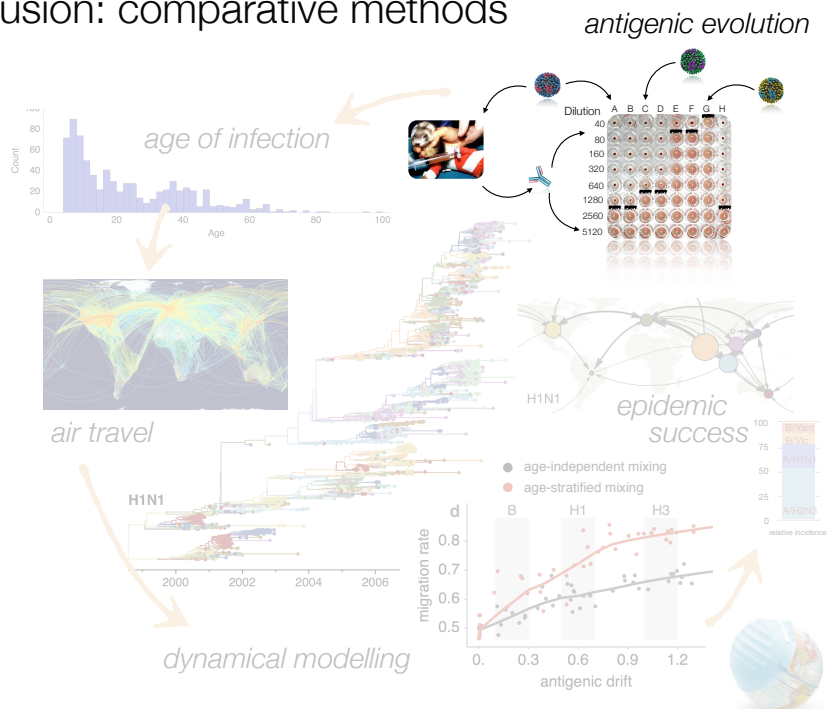 usion: comparative methods
antigenic evolution
Dilution A B C D E F G H
40
80
160
320
640
1280
2560
5120
age of infection
100
80
60
40
20
0
Count
0 20 40 60 80 100
Age
air travel
H1N1
2000 2002 2004 2006
H1N1
epidemic
success
100
75
50
25
0
B/Yam
B/Vic
A/H1N1
A/H2N3
relative incidence
age-independent mixing
age-stratified mixing
d B H1 H3
migration rate
0.8
0.7
0.6
0.5
0. 0.3 0.6 0.9 1.2
antigenic drift
dynamical modelling